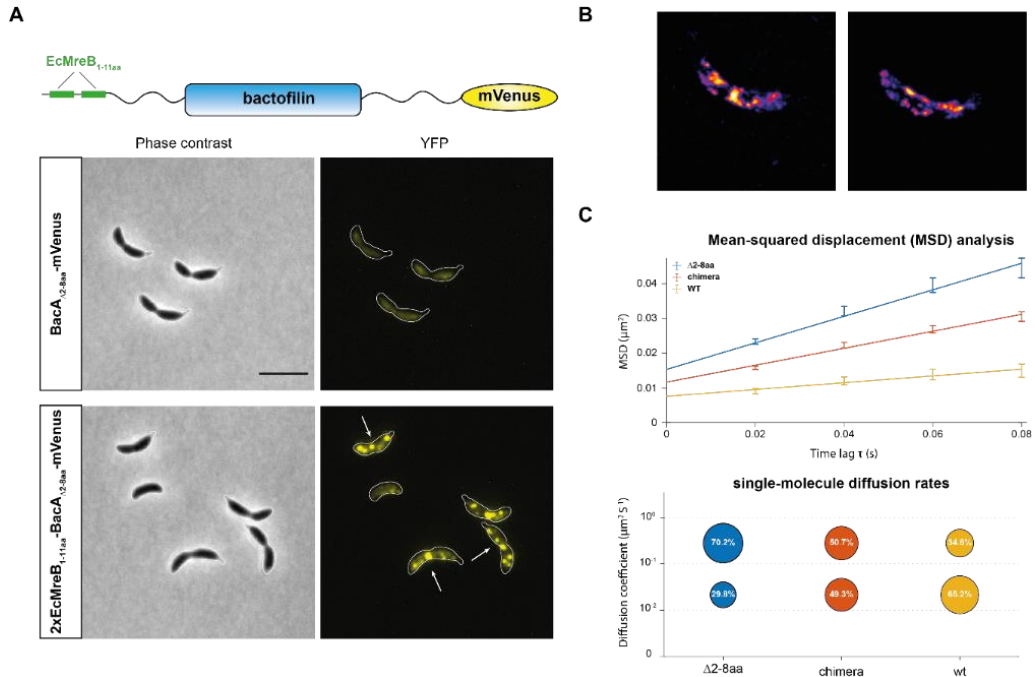 A
EcMreB1-11aa
bactofilin
mVenus
Phase contrast
YFP
BacAΔ2-8aa-mVenus
2xEcMreB1-11aa-BacAΔ2-8aa-mVenus
B
C
Mean-squared displacement (MSD) analysis
Δ2-8aa
chimera
WT
MSD (μm²)
0.04
0.03
0.02
0.01
0
0
0.02
0.04
0.06
0.08
Time lag τ (s)
single-molecule diffusion rates
Diffusion coefficient (μm² S⁻¹)
10⁰
10⁻¹
10⁻²
0
70.2%
50.7%
34.8%
29.8%
49.3%
65.2%
Δ2-8aa
chimera
wt